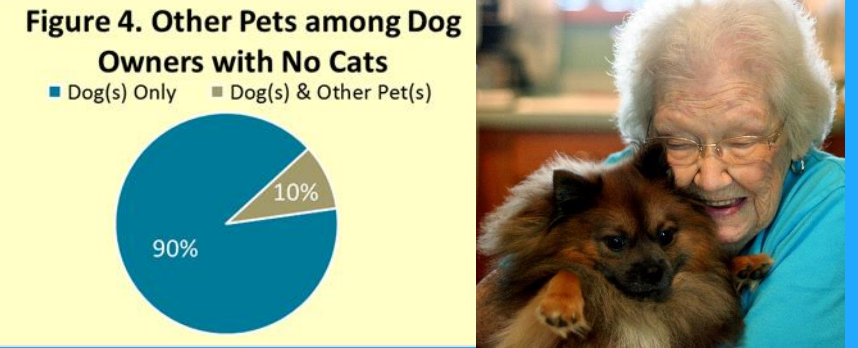 Figure 4. Other Pets among Dog
Owners with No Cats
Dog(s) Only Dog(s) & Other Pet(s)
10%
90%